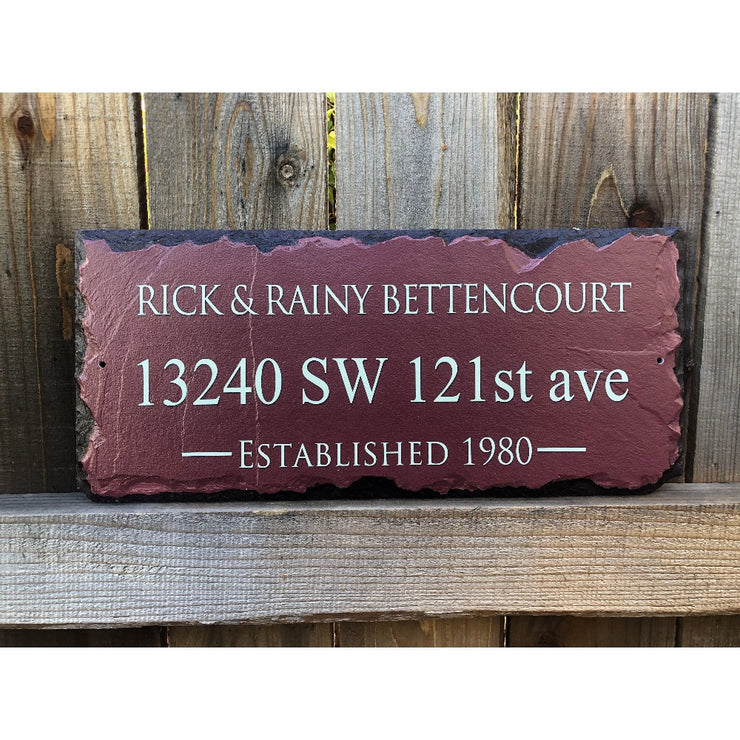 RICK & RAINY BETTENCOURT
13240 SW 121st ave
—ESTABLISHED 1980—